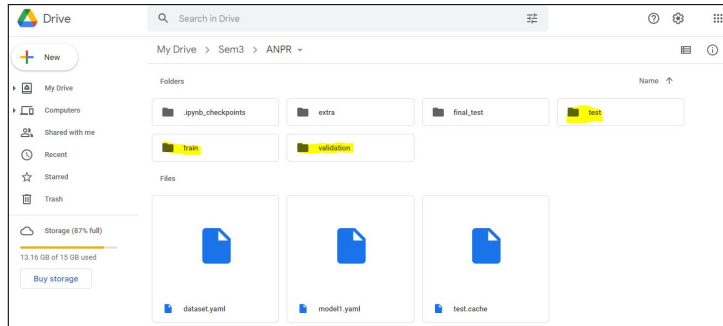 Drive
Search in Drive
New
My Drive > Sem3 > ANPR
My Drive
Computers
Shared with me
Recent
Starred
Trash
Storage (87% full)
13.16 GB of 15 GB used
Buy storage
Folders
Name
.ipynb_checkpoints
extra
final_test
test
train
validation
Files
dataset.yaml
model1.yaml
test.cache